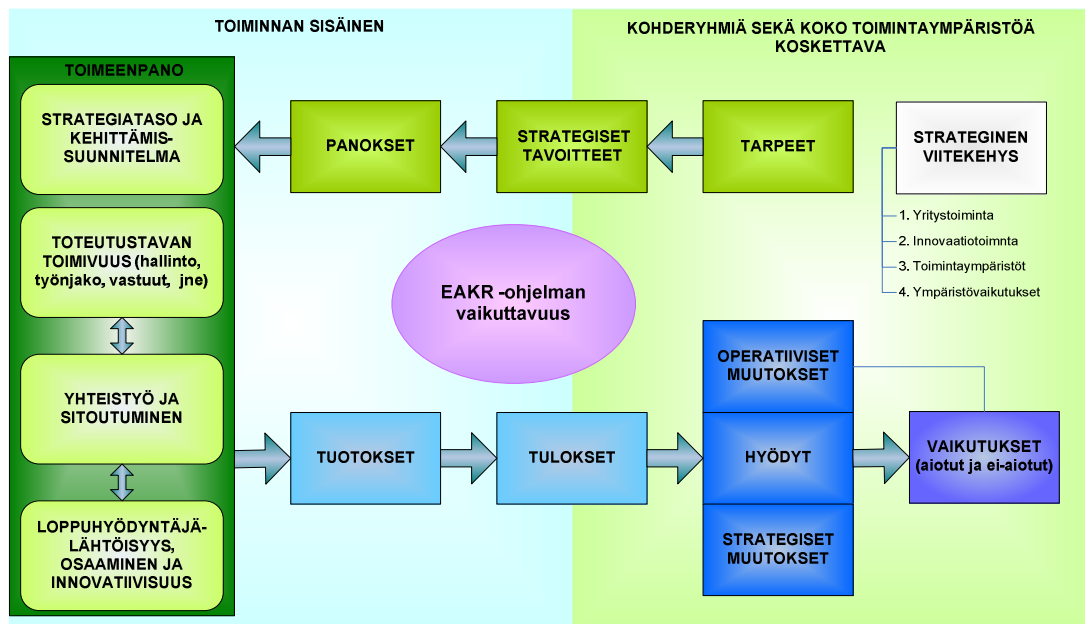 TOIMINNAN SISÄINEN
KOHDERYHMIÄ SEKÄ KOKO TOIMINTAYMPÄRISTÖÄ
KOSKETTAVA
TOIMEENPANO
STRATEGIATASO JA
KEHITTÄMIS-
SUUNNITELMA
PANOKSET
STRATEGISET
TAVOITTEET
TARPEET
STRATEGINEN
VIITEKEHYS
1. Yritystoiminta
2. Innovaatiotoimnta
3. Toimintaympäristöt
4. Ympäristövaikutukset
TOTEUTUSTAVAN
TOIMIVUUS (hallinto,
työnjako, vastuut, jne)
EAKR -ohjelman
vaikuttavuus
YHTEISTYÖ JA
SITOUTUMINEN
OPERATIIVISET
MUUTOKSET
TUOTOKSET
TULOKSET
HYÖDYT
VAIKUTUKSET
(aiotut ja ei-aiotut)
LOPPUHYÖDYNTÄJÄ-
LÄHTÖISYYS,
OSAAMINEN JA
INNOVATIIVISUUS
STRATEGISET
MUUTOKSET